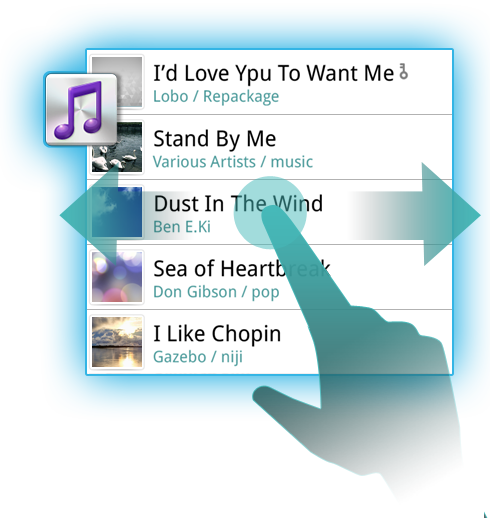 I'd Love Ypu To Want Me
Lobo / Repackage
Stand By Me
Various Artists / music
Dust In The Wind
Ben E.Ki
Sea of Heartbreak
Don Gibson / pop
I Like Chopin
Gazebo / niji